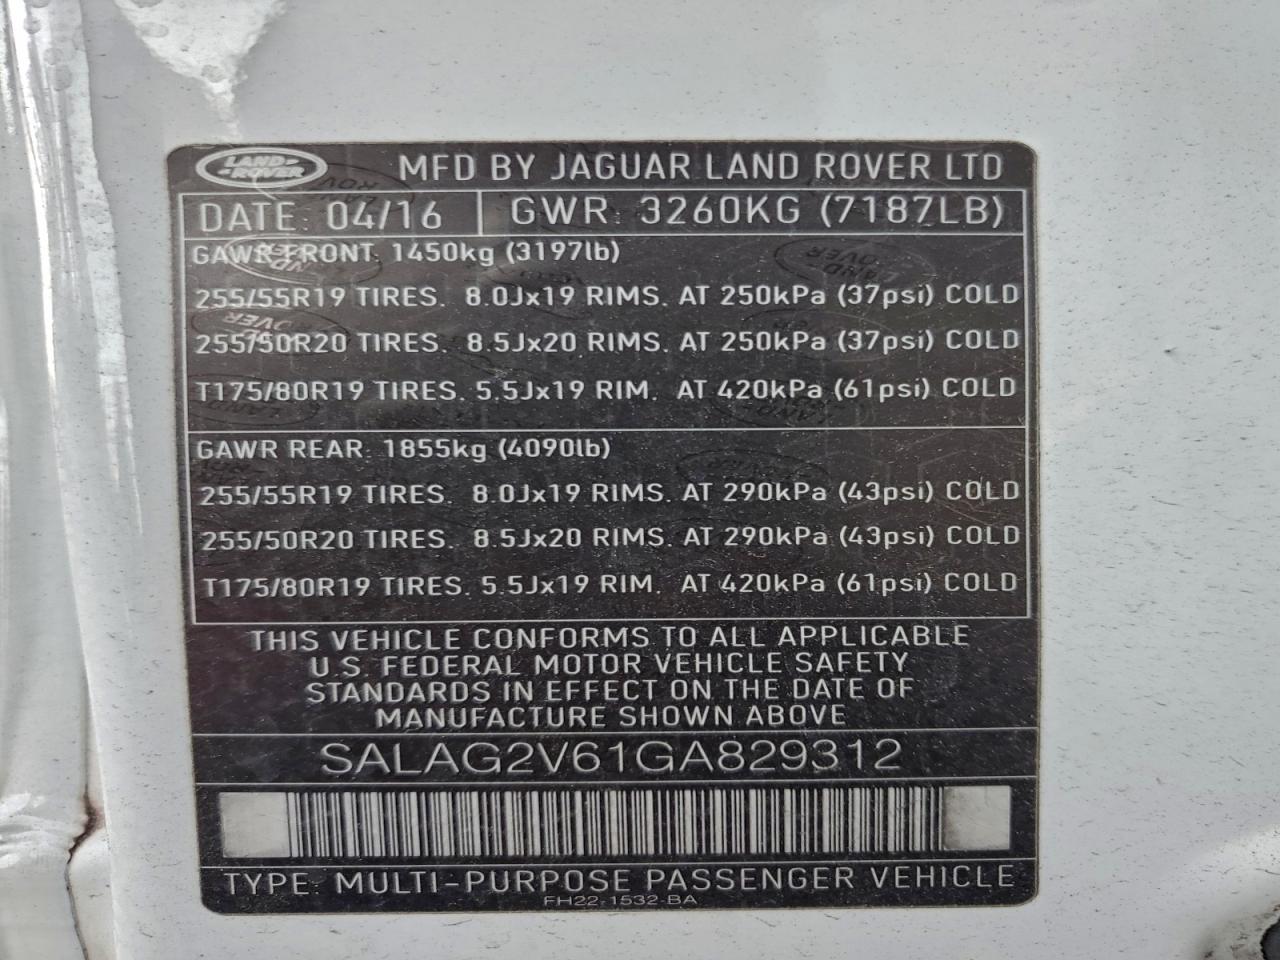 LAND ROVER MFD BY JAGUAR LAND ROVER LTD
DATE: 04/16 GWR: 3260KG (7187LB)
GAWR FRONT: 1450kg (3197lb)
255/55R19 TIRES. 8.0Jx19 RIMS. AT 250kPa (37psi) COLD
255/50R20 TIRES. 8.5Jx20 RIMS. AT 250kPa (37psi) COLD
T175/80R19 TIRES. 5.5Jx19 RIM. AT 420kPa (61psi) COLD
GAWR REAR: 1855kg (4090lb)
255/55R19 TIRES. 8.0Jx19 RIMS. AT 290kPa (43psi) COLD
255/50R20 TIRES. 8.5Jx20 RIMS. AT 290kPa (43psi) COLD
T175/80R19 TIRES. 5.5Jx19 RIM. AT 420kPa (61psi) COLD
THIS VEHICLE CONFORMS TO ALL APPLICABLE
U.S. FEDERAL MOTOR VEHICLE SAFETY
STANDARDS IN EFFECT ON THE DATE OF
MANUFACTURE SHOWN ABOVE
SALAG2V61GA829312
TYPE: MULTI-PURPOSE PASSENGER VEHICLE
FH22-1532-BA